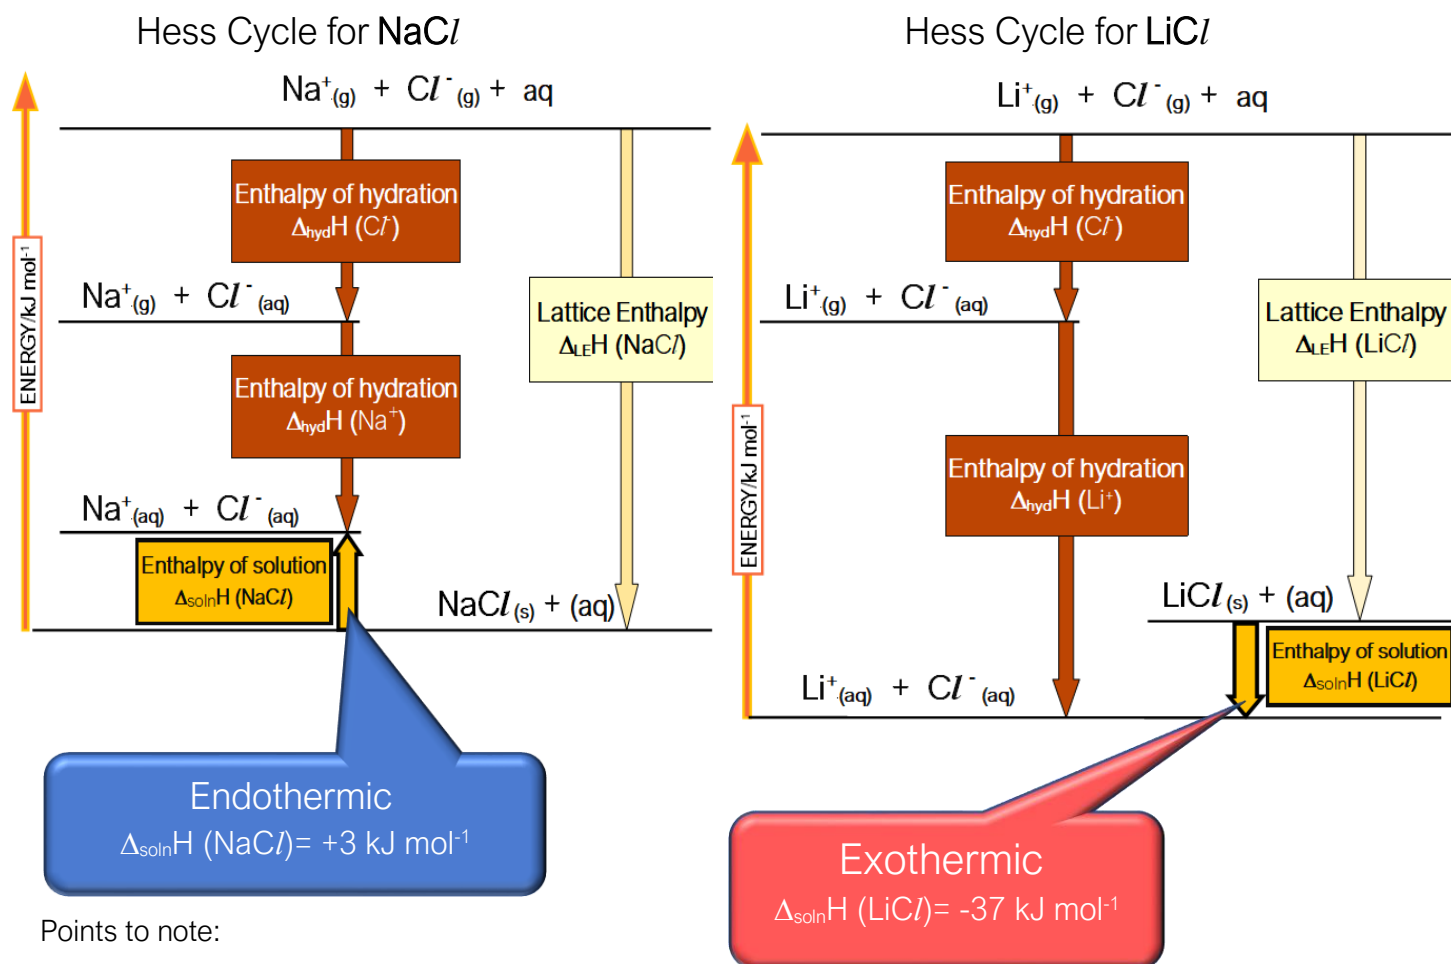 Hess Cycle for NaCl
Na⁺(g) + Cl⁻(g) + aq
Enthalpy of hydration
ΔhydH (Cl⁻)
Na⁺(g) + Cl⁻(aq)
Lattice Enthalpy
ΔLEH (NaCl)
ENERGY/kJ mol⁻¹
Enthalpy of hydration
ΔhydH (Na⁺)
Na⁺(aq) + Cl⁻(aq)
Enthalpy of solution
ΔsolnH (NaCl)
NaCl(s) + (aq)
Endothermic
ΔsolnH (NaCl)= +3 kJ mol⁻¹
Points to note:
Hess Cycle for LiCl
Li⁺(g) + Cl⁻(g) + aq
Enthalpy of hydration
ΔhydH (Cl⁻)
Li⁺(g) + Cl⁻(aq)
Lattice Enthalpy
ΔLEH (LiCl)
ENERGY/kJ mol⁻¹
Enthalpy of hydration
ΔhydH (Li⁺)
LiCl(s) + (aq)
Enthalpy of solution
ΔsolnH (LiCl)
Li⁺(aq) + Cl⁻(aq)
Exothermic
ΔsolnH (LiCl)= -37 kJ mol⁻¹